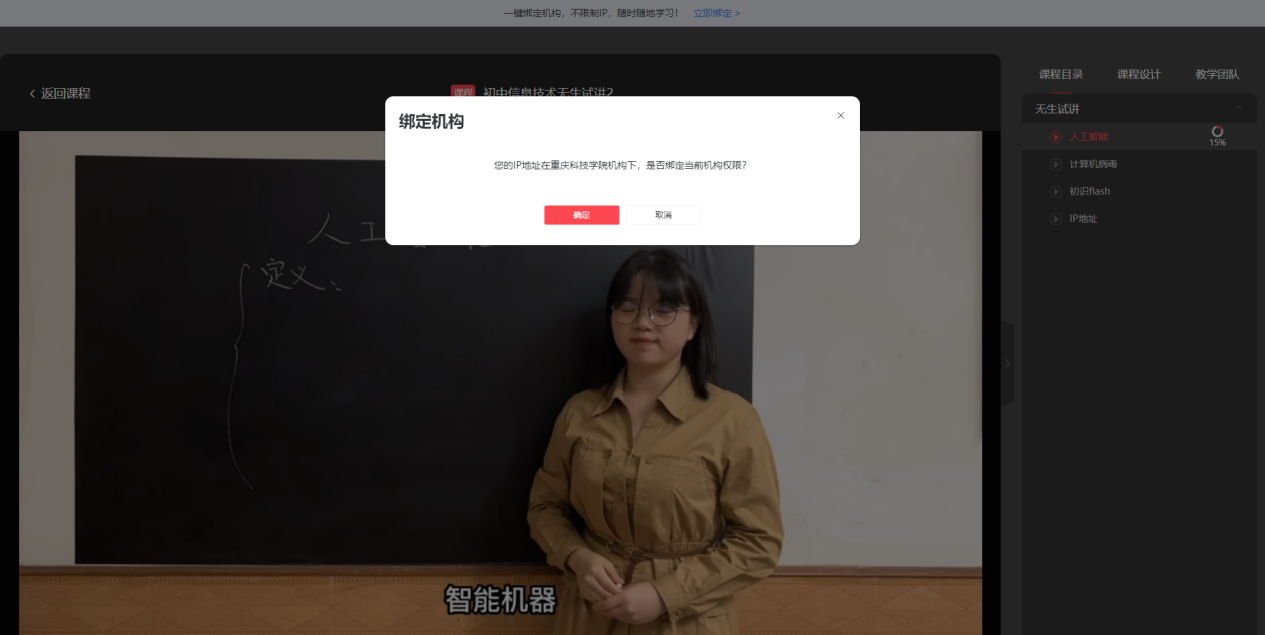 一键绑定机构，不限制IP，随时随地学习！ 立即绑定 >
返回课程
课程 初中信息技术无生试讲2
课程目录 课程设计 教学团队
绑定机构
您的IP地址在重庆科技学院机构下，是否绑定当前机构权限？
确定 取消
无生试讲
人工智能 15%
计算机病毒
初识flash
IP地址
人工
定义：
智能机器